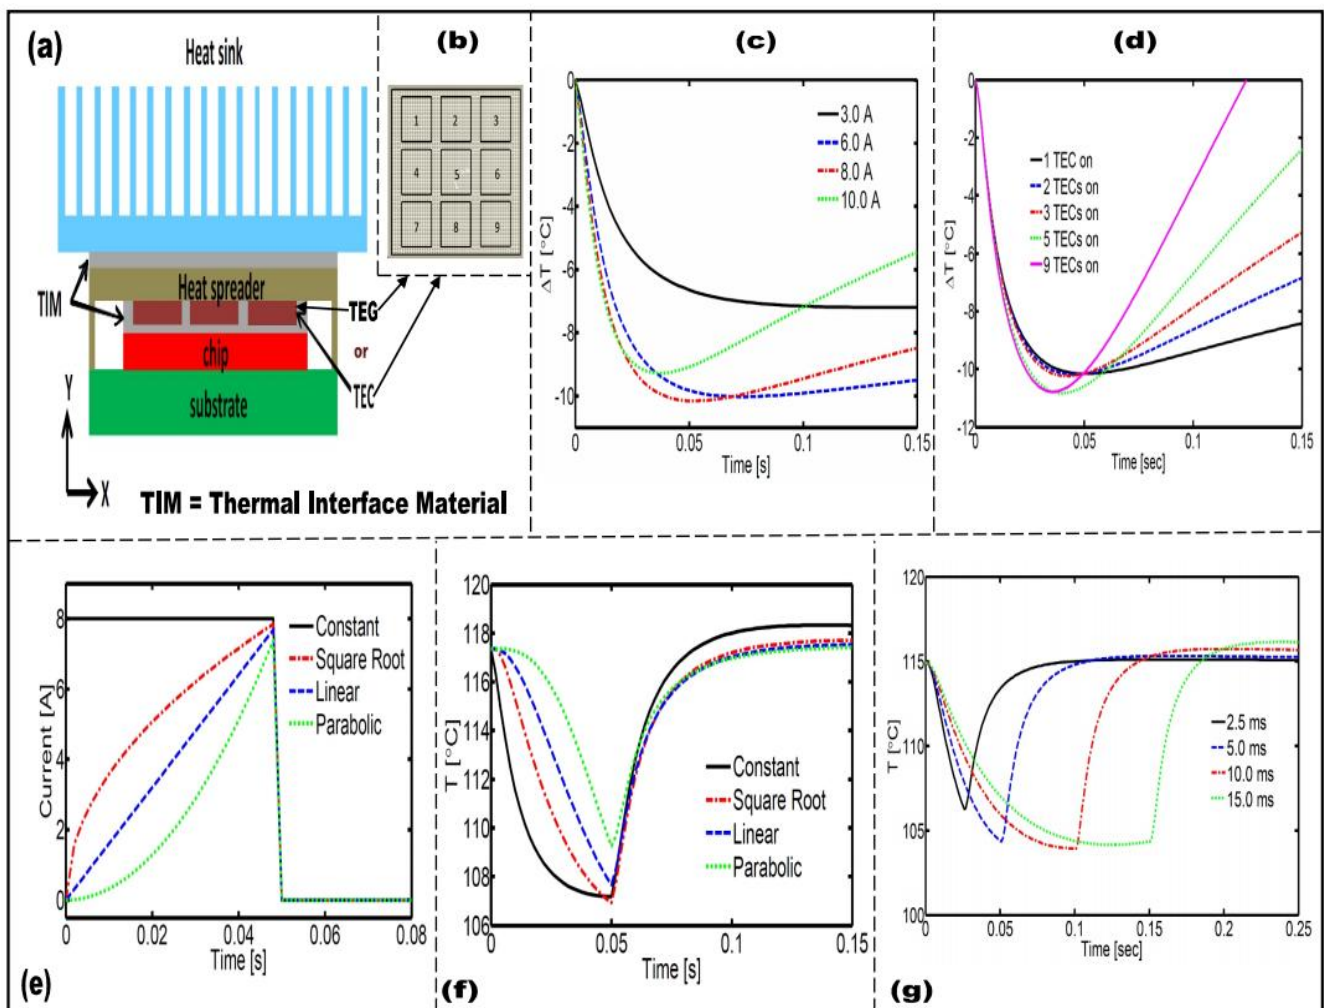 (a)
Heat sink
TIM
Heat spreader
TEG
or
TEC
chip
substrate
Y
X
TIM = Thermal Interface Material
(b)
1 2 3
4 5 6
7 8 9
(c)
0
-2
-4
-6
-8
-10
ΔT [°C]
3.0 A
6.0 A
8.0 A
10.0 A
0 0.05 0.1 0.15
Time [s]
(d)
0
-2
-4
-6
-8
-10
-12
ΔT [°C]
1 TEC on
2 TECs on
3 TECs on
5 TECs on
9 TECs on
0 0.05 0.1 0.15
Time [sec]
8
6
4
2
0
Current [A]
Constant
Square Root
Linear
Parabolic
0 0.02 0.04 0.06 0.08
Time [s]
(e)
120
118
116
114
112
110
108
106
T [°C]
Constant
Square Root
Linear
Parabolic
0 0.05 0.1 0.15
Time [s]
(f)
120
115
110
105
100
T [°C]
2.5 ms
5.0 ms
10.0 ms
15.0 ms
0 0.05 0.1 0.15 0.2 0.25
Time [sec]
(g)